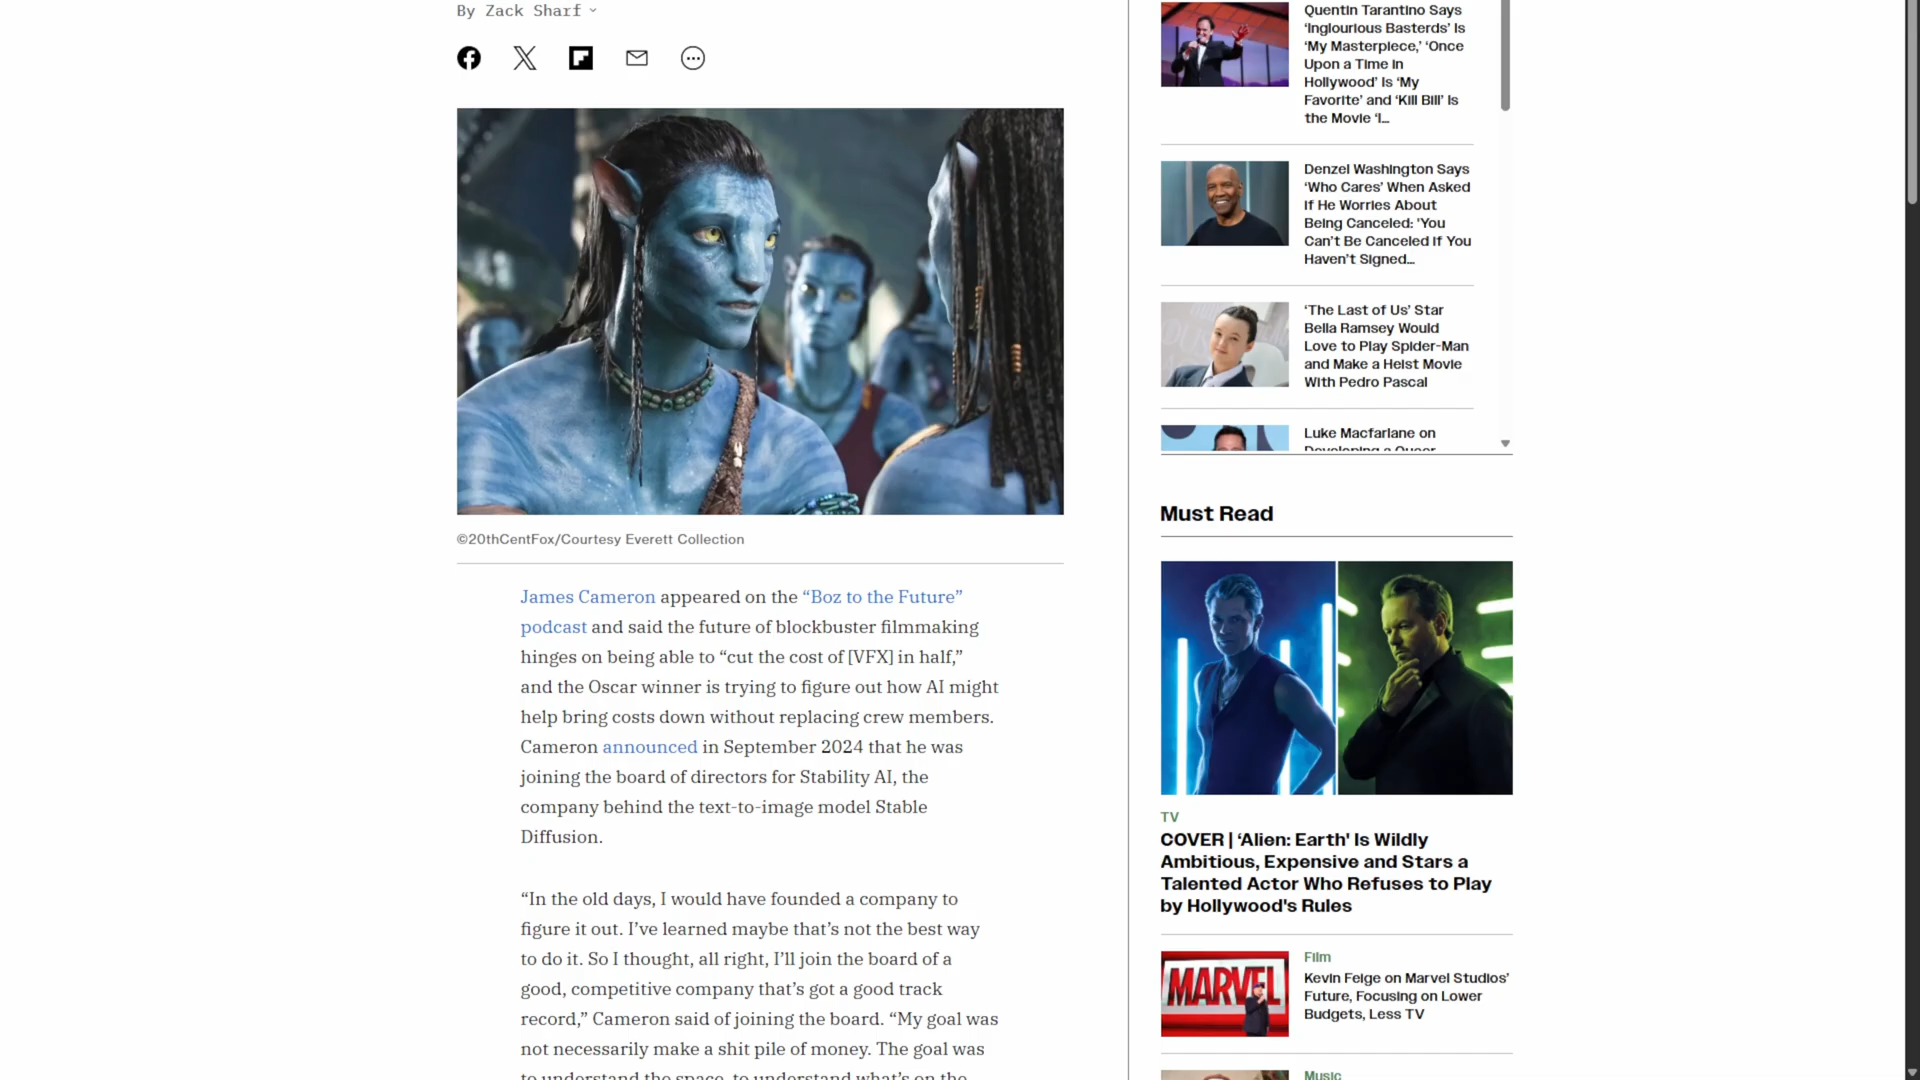 By Zack Sharf
©20thCentFox/Courtesy Everett Collection
James Cameron appeared on the “Boz to the Future”
podcast and said the future of blockbuster filmmaking
hinges on being able to “cut the cost of [VFX] in half,”
and the Oscar winner is trying to figure out how AI might
help bring costs down without replacing crew members.
Cameron announced in September 2024 that he was
joining the board of directors for Stability AI, the
company behind the text-to-image model Stable
Diffusion.
“In the old days, I would have founded a company to
figure it out. I’ve learned maybe that’s not the best way
to do it. So I thought, all right, I’ll join the board of a
good, competitive company that’s got a good track
record,” Cameron said of joining the board. “My goal was
not necessarily make a shit pile of money. The goal was
to understand the space, to understand what’s on the
Quentin Tarantino Says
‘Inglourious Basterds’ Is
‘My Masterpiece,’ ‘Once
Upon a Time in
Hollywood’ Is ‘My
Favorite’ and ‘Kill Bill’ Is
the Movie ‘I...
Denzel Washington Says
‘Who Cares’ When Asked
If He Worries About
Being Canceled: ‘You
Can’t Be Canceled If You
Haven’t Signed...
‘The Last of Us’ Star
Bella Ramsey Would
Love to Play Spider-Man
and Make a Heist Movie
With Pedro Pascal
Luke Macfarlane on
Developing a Queer
Must Read
TV
COVER | ‘Alien: Earth' Is Wildly
Ambitious, Expensive and Stars a
Talented Actor Who Refuses to Play
by Hollywood's Rules
MARVEL
Film
Kevin Feige on Marvel Studios’
Future, Focusing on Lower
Budgets, Less TV
Music